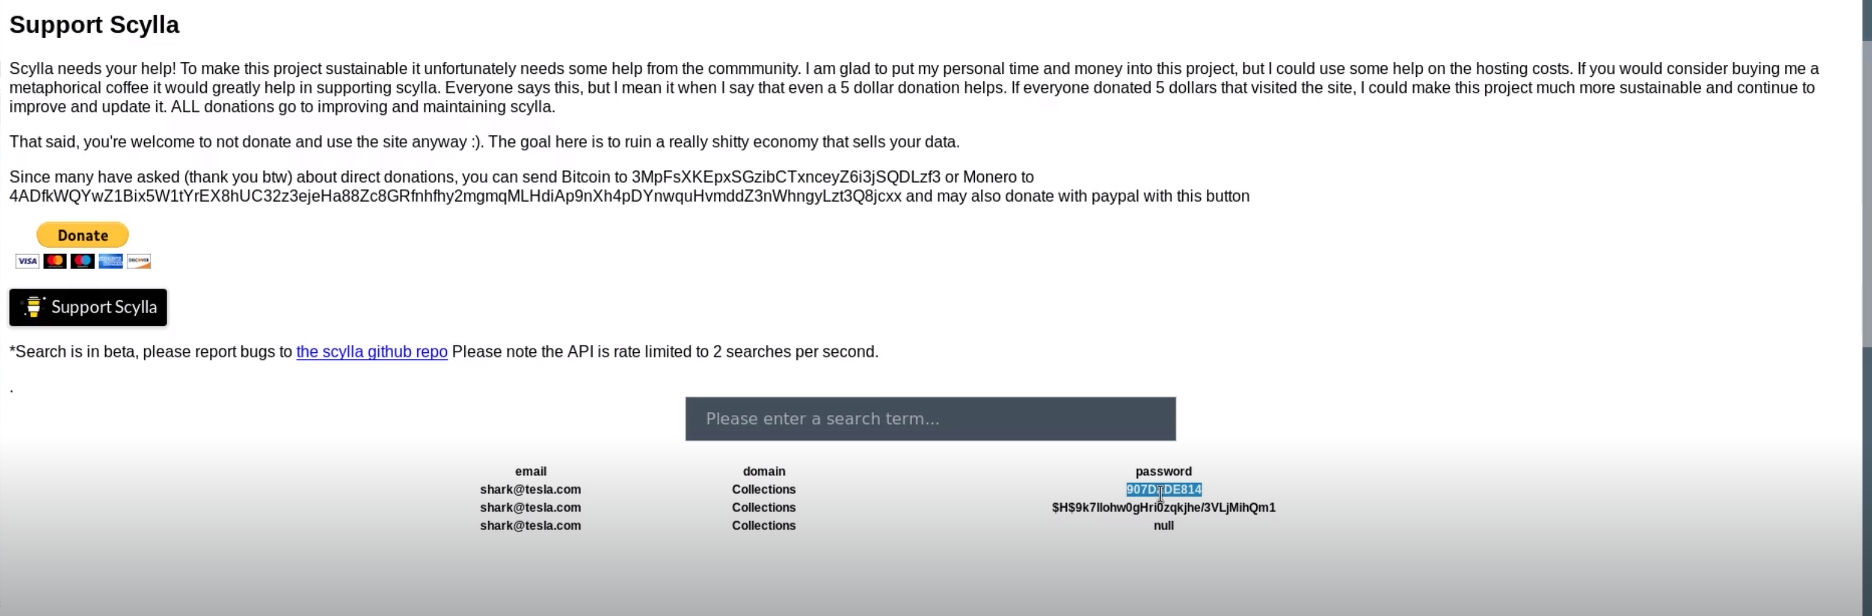 Support Scylla
Scylla needs your help! To make this project sustainable it unfortunately needs some help from the commmunity. I am glad to put my personal time and money into this project, but I could use some help on the hosting costs. If you would consider buying me a
metaphorical coffee it would greatly help in supporting scylla. Everyone says this, but I mean it when I say that even a 5 dollar donation helps. If everyone donated 5 dollars that visited the site, I could make this project much more sustainable and continue to
improve and update it. ALL donations go to improving and maintaining scylla.
That said, you're welcome to not donate and use the site anyway :). The goal here is to ruin a really shitty economy that sells your data.
Since many have asked (thank you btw) about direct donations, you can send Bitcoin to 3MpFsXKEpxSGzibCTxnceyZ6i3jSQDLzf3 or Monero to
4ADfkWQYwZ1Bix5W1tYrEX8hUC32z3ejeHa88Zc8GRfnhfhy2mgmqMLHdiAp9nXh4pDYnwquHvmddZ3nWhngyLzt3Q8jcxx and may also donate with paypal with this button
Donate
VISA
Support Scylla
*Search is in beta, please report bugs to the scylla github repo Please note the API is rate limited to 2 searches per second.
.
Please enter a search term...
email domain password
shark@tesla.com Collections
shark@tesla.com Collections
shark@tesla.com Collections null